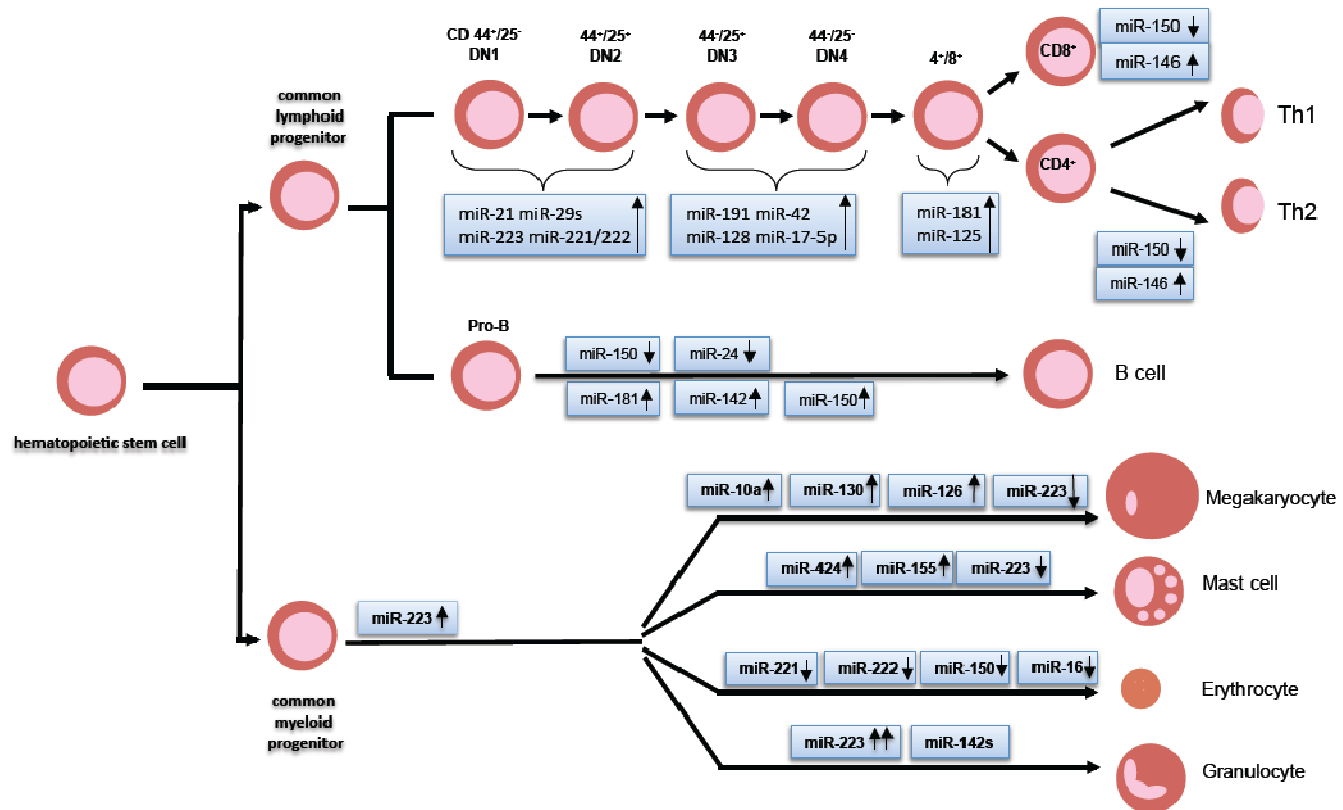 CD 44⁺/25⁻
DN1
44⁺/25⁺
DN2
44⁻/25⁺
DN3
44⁻/25⁻
DN4
4⁺/8⁺
CD8⁺
miR-150 ↓
miR-146 ↑
common
lymphoid
progenitor
CD4⁺
Th1
Th2
miR-21 miR-29s ↑
miR-223 miR-221/222
miR-191 miR-42 ↑
miR-128 miR-17-5p
miR-181 ↑
miR-125
miR-150 ↓
miR-146 ↑
Pro-B
miR-150 ↓
miR-24 ↓
miR-181 ↑
miR-142 ↑
miR-150 ↑
B cell
hematopoietic stem cell
miR-10a ↑
miR-130 ↑
miR-126 ↑
miR-223 ↓
Megakaryocyte
miR-424 ↑
miR-155 ↑
miR-223 ↓
Mast cell
miR-223 ↑
common
myeloid
progenitor
miR-221 ↓
miR-222 ↓
miR-150 ↓
miR-16 ↓
Erythrocyte
miR-223 ↑↑
miR-142s
Granulocyte